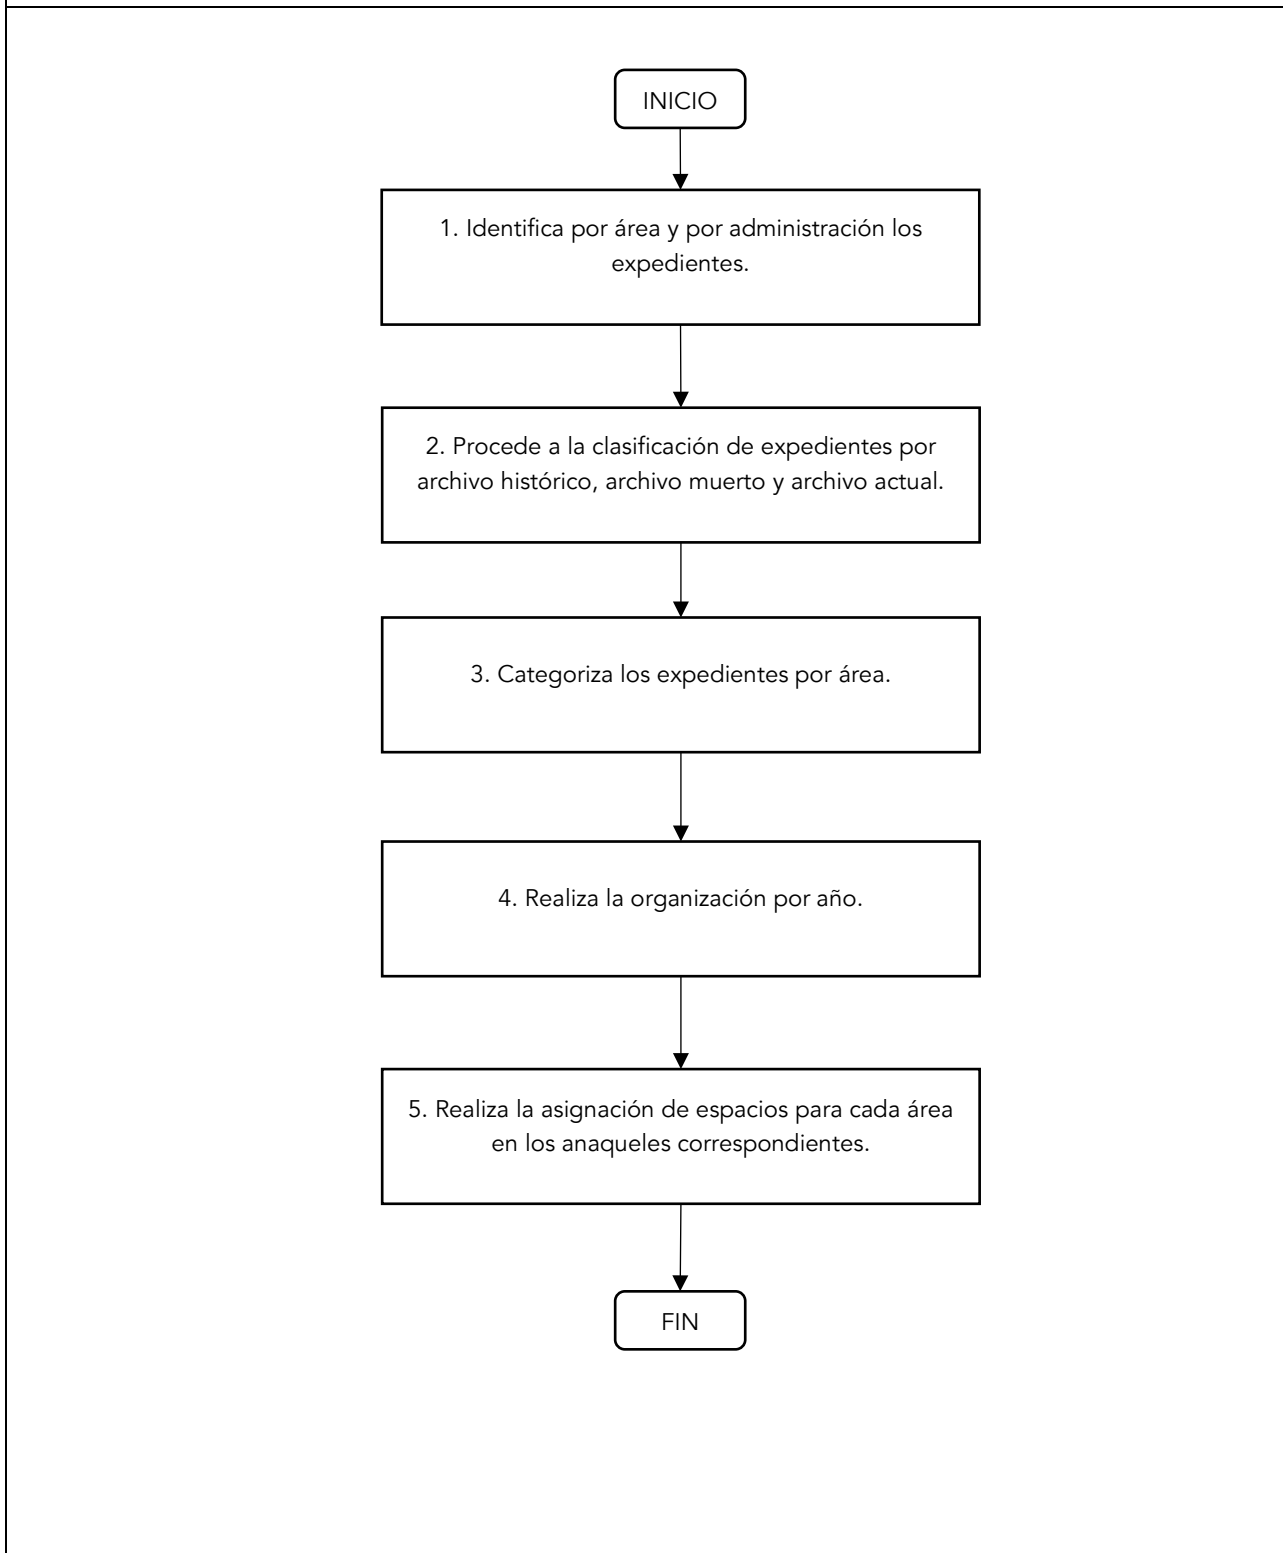 INICIO
1. Identifica por área y por administración los
expedientes.
2. Procede a la clasificación de expedientes por
archivo histórico, archivo muerto y archivo actual.
3. Categoriza los expedientes por área.
4. Realiza la organización por año.
5. Realiza la asignación de espacios para cada área
en los anaqueles correspondientes.
FIN